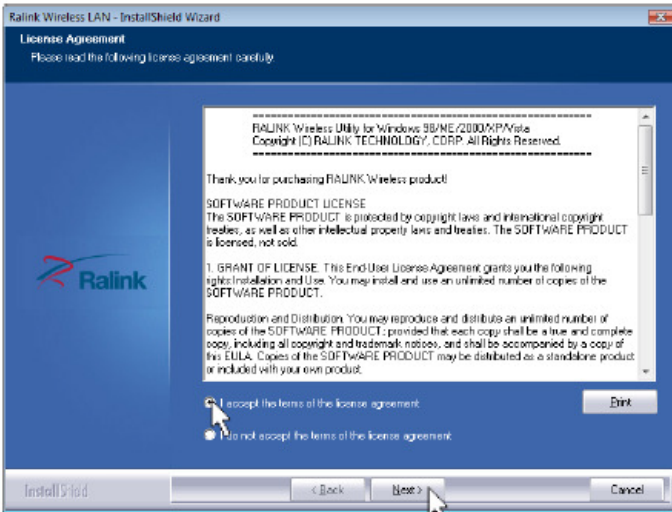 Ralink Wireless LAN - InstallShield Wizard
License Agreement
Please read the following license agreement carefully.
RALINK Wireless Utility for Windows 98/ME/2000/XP/Vista
Copyright (C) RALINK TECHNOLOGY, CORP. All Rights Reserved.
Thank you for purchasing RALINK Wireless product!
SOFTWARE PRODUCT LICENSE
The SOFTWARE PRODUCT is protected by copyright laws and international copyright
treaties, as well as other intellectual property laws and treaties. The SOFTWARE PRODUCT
is licensed, not sold.
1. GRANT OF LICENSE. This End-User License Agreement grants you the following
rights:Installation and Use. You may install and use an unlimited number of copies of the
SOFTWARE PRODUCT.
Reproduction and Distribution. You may reproduce and distribute an unlimited number of
copies of the SOFTWARE PRODUCT; provided that each copy shall be a true and complete
copy, including all copyright and trademark notices, and shall be accompanied by a copy of
this EULA. Copies of the SOFTWARE PRODUCT may be distributed as a standalone product
or included with your own product.
Ralink
I accept the terms of the license agreement
Print
I do not accept the terms of the license agreement
InstallShield
< Back
Next >
Cancel